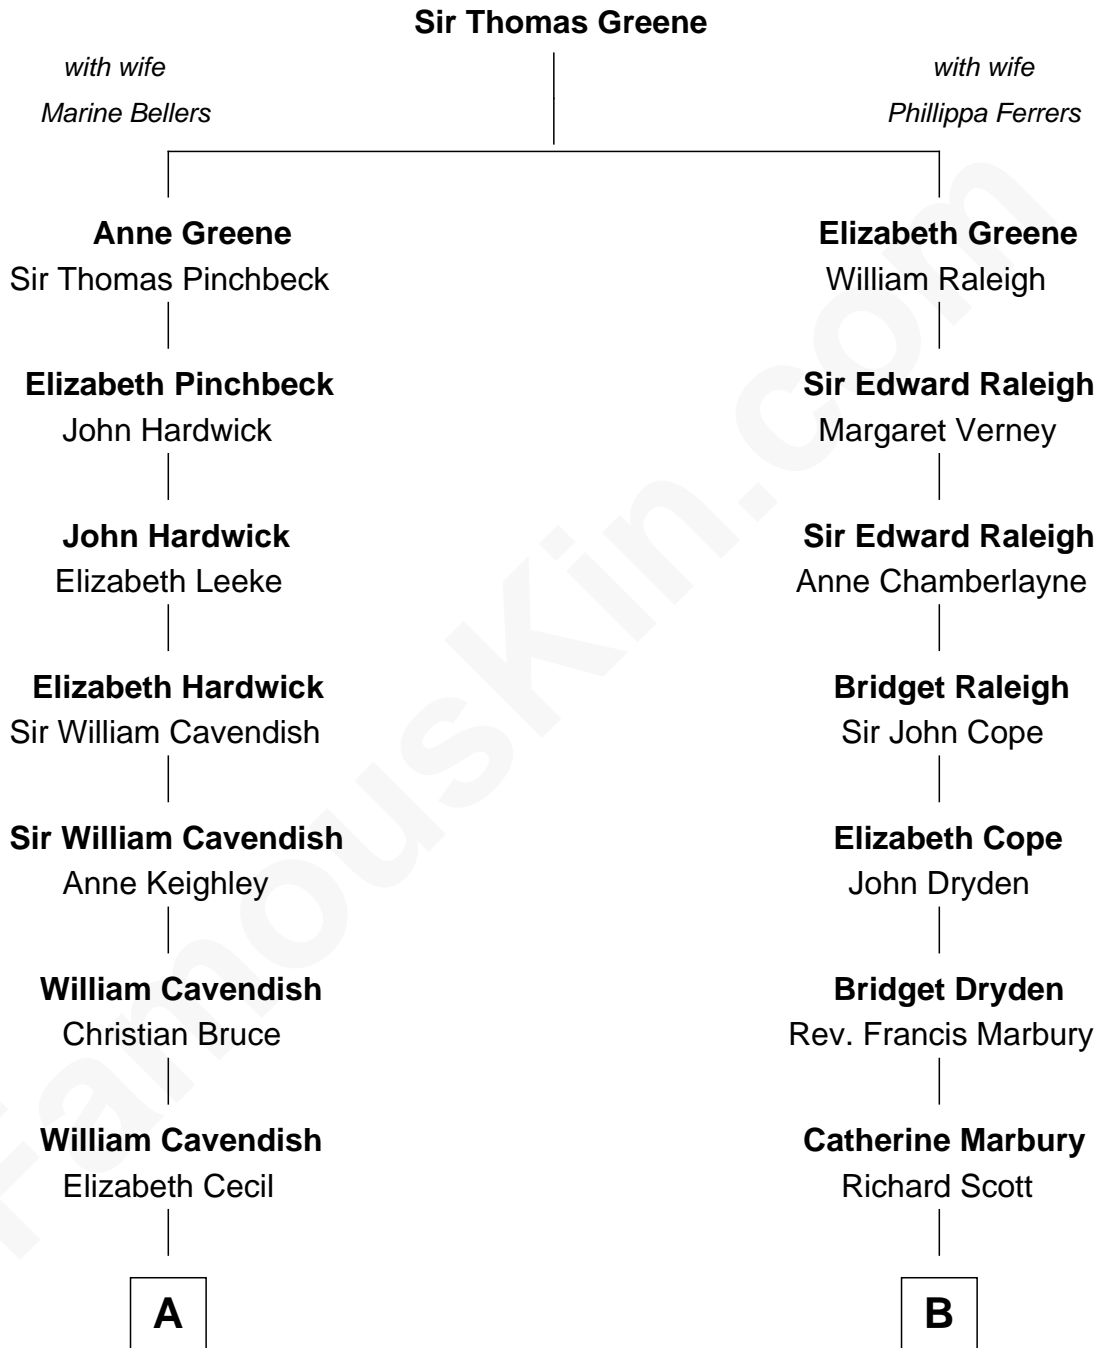 Sir Thomas Greene
with wife
Marine Bellers
with wife
Phillippa Ferrers
Anne Greene
Sir Thomas Pinchbeck
Elizabeth Greene
William Raleigh
Elizabeth Pinchbeck
John Hardwick
Sir Edward Raleigh
Margaret Verney
John Hardwick
Elizabeth Leeke
Sir Edward Raleigh
Anne Chamberlayne
Elizabeth Hardwick
Sir William Cavendish
Bridget Raleigh
Sir John Cope
Sir William Cavendish
Anne Keighley
Elizabeth Cope
John Dryden
William Cavendish
Christian Bruce
Bridget Dryden
Rev. Francis Marbury
William Cavendish
Elizabeth Cecil
Catherine Marbury
Richard Scott
A
B
FamousKin.com